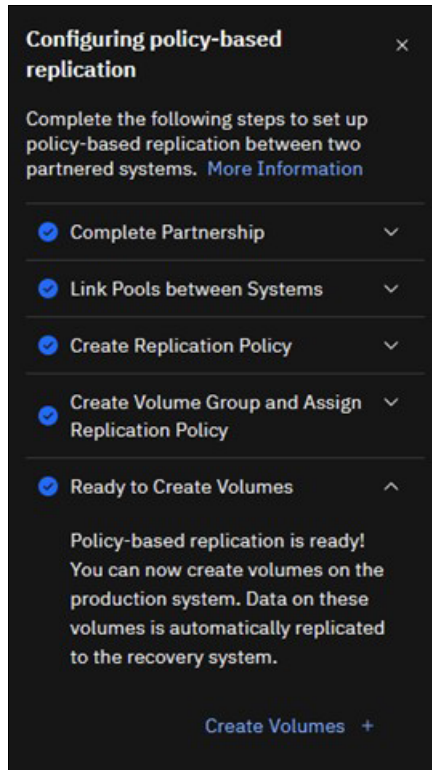 Configuring policy-based
replication
Complete the following steps to set up
policy-based replication between two
partnered systems. More Information
Complete Partnership
Link Pools between Systems
Create Replication Policy
Create Volume Group and Assign
Replication Policy
Ready to Create Volumes
Policy-based replication is ready!
You can now create volumes on the
production system. Data on these
volumes is automatically replicated
to the recovery system.
Create Volumes +